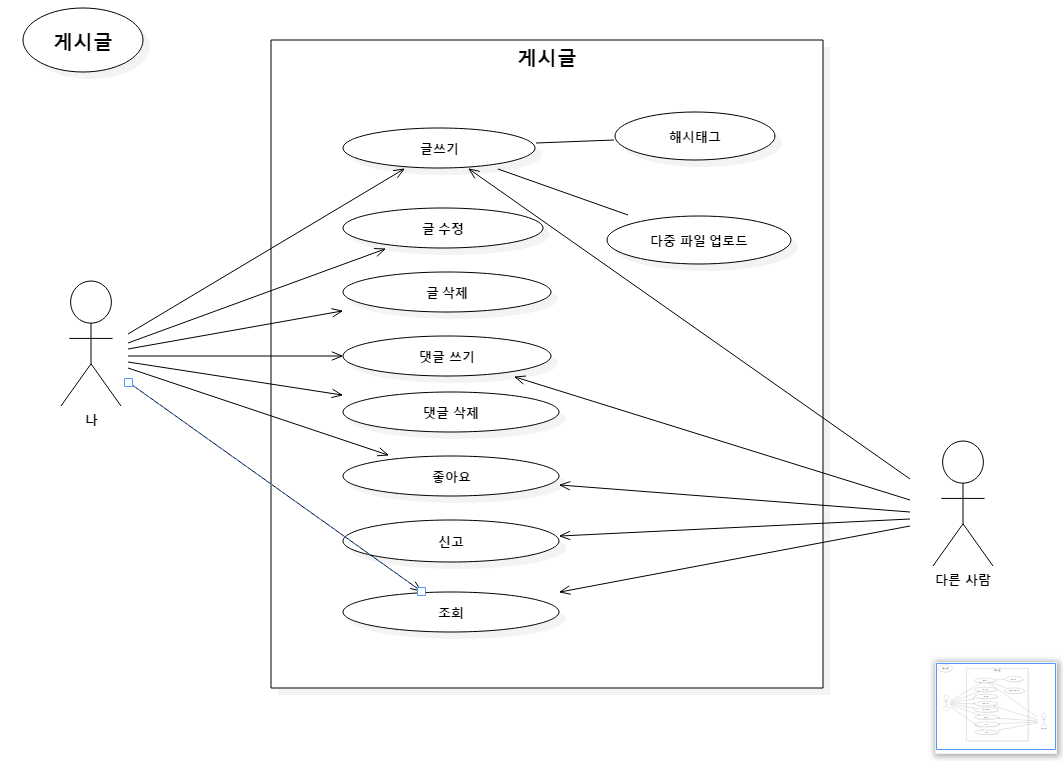 게시글
게시글
글쓰기
해시태그
글 수정
다중 파일 업로드
글 삭제
댓글 쓰기
댓글 삭제
나
좋아요
신고
다른 사람
조회